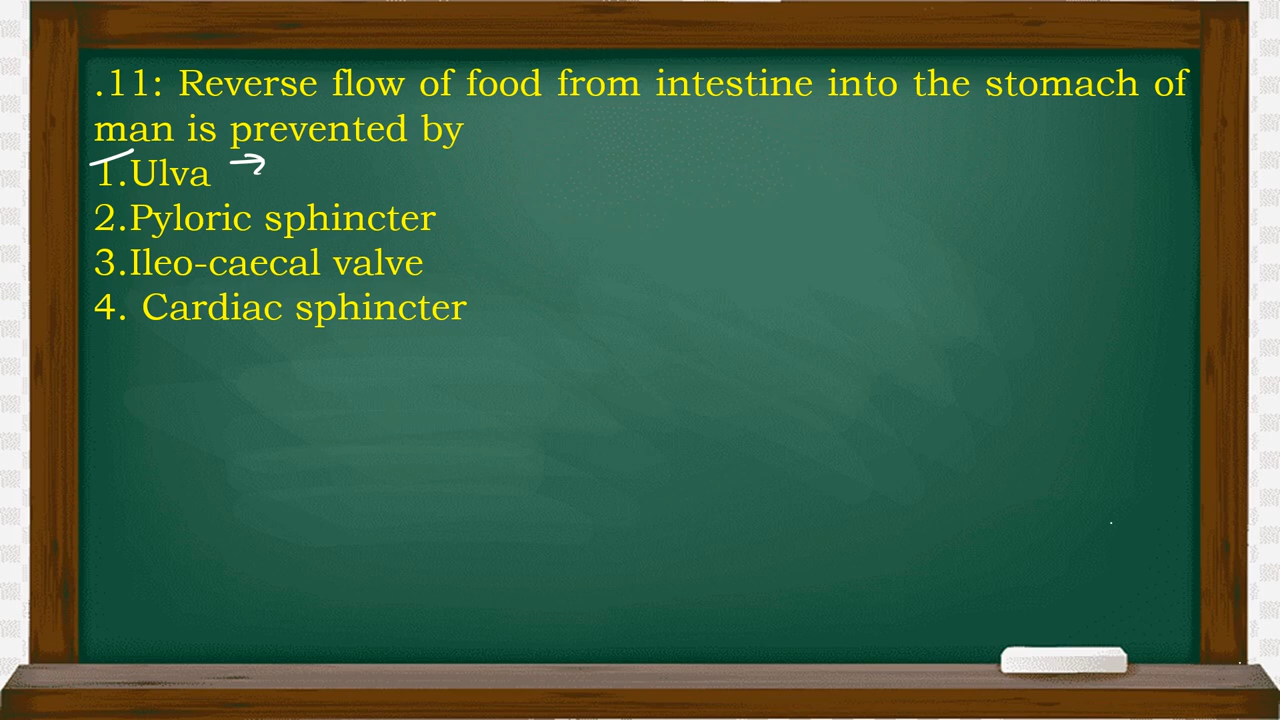 .11: Reverse flow of food from intestine into the stomach of
man is prevented by
1.Ulva →
2.Pyloric sphincter
3.Ileo-caecal valve
4. Cardiac sphincter